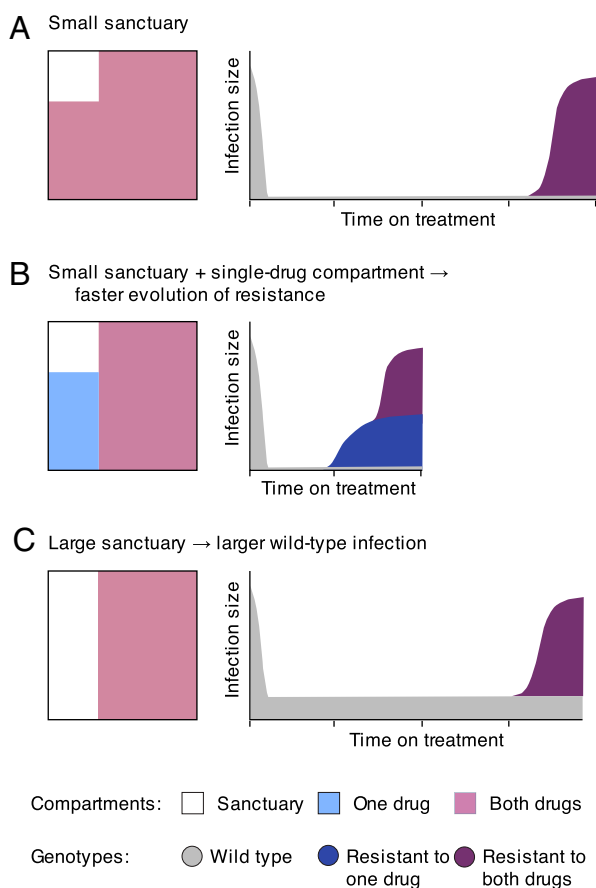 A
Small sanctuary
Infection size
Time on treatment
B
Small sanctuary + single-drug compartment →
faster evolution of resistance
Infection size
Time on treatment
C
Large sanctuary → larger wild-type infection
Infection size
Time on treatment
Compartments: Sanctuary One drug Both drugs
Genotypes: Wild type Resistant to Resistant to
one drug both drugs